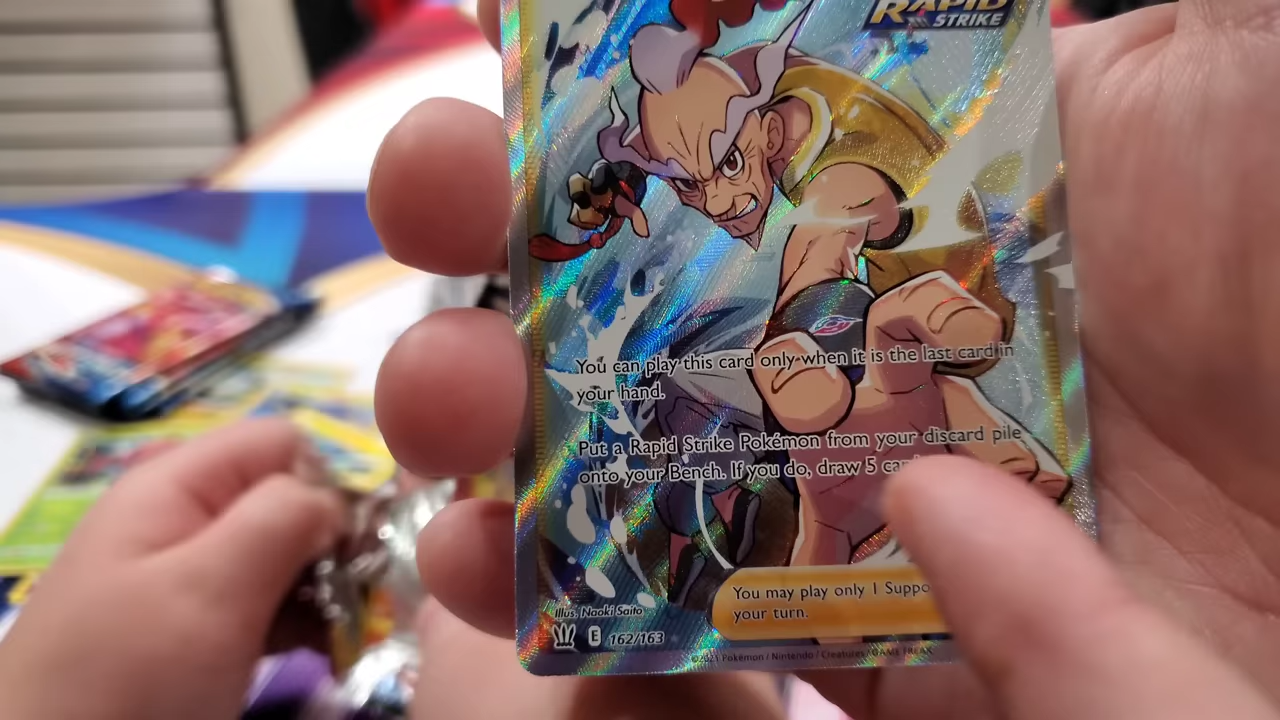 RAPID
STRIKE
You can play this card only when it is the last card in
your hand.
Put a Rapid Strike Pokémon from your discard pile
onto your Bench. If you do, draw 5
You may play only 1
your turn.
Illus. Naoki Saito
E 162/163
©2021 Pokémon / Nintendo / Creatures / GAME FREAK